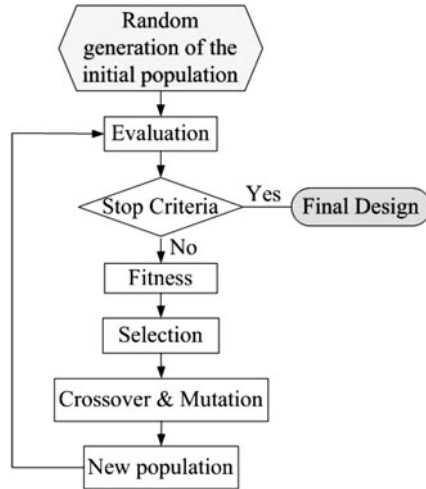 Random
generation of the
initial population
Evaluation
Stop Criteria
Yes
Final Design
No
Fitness
Selection
Crossover & Mutation
New population